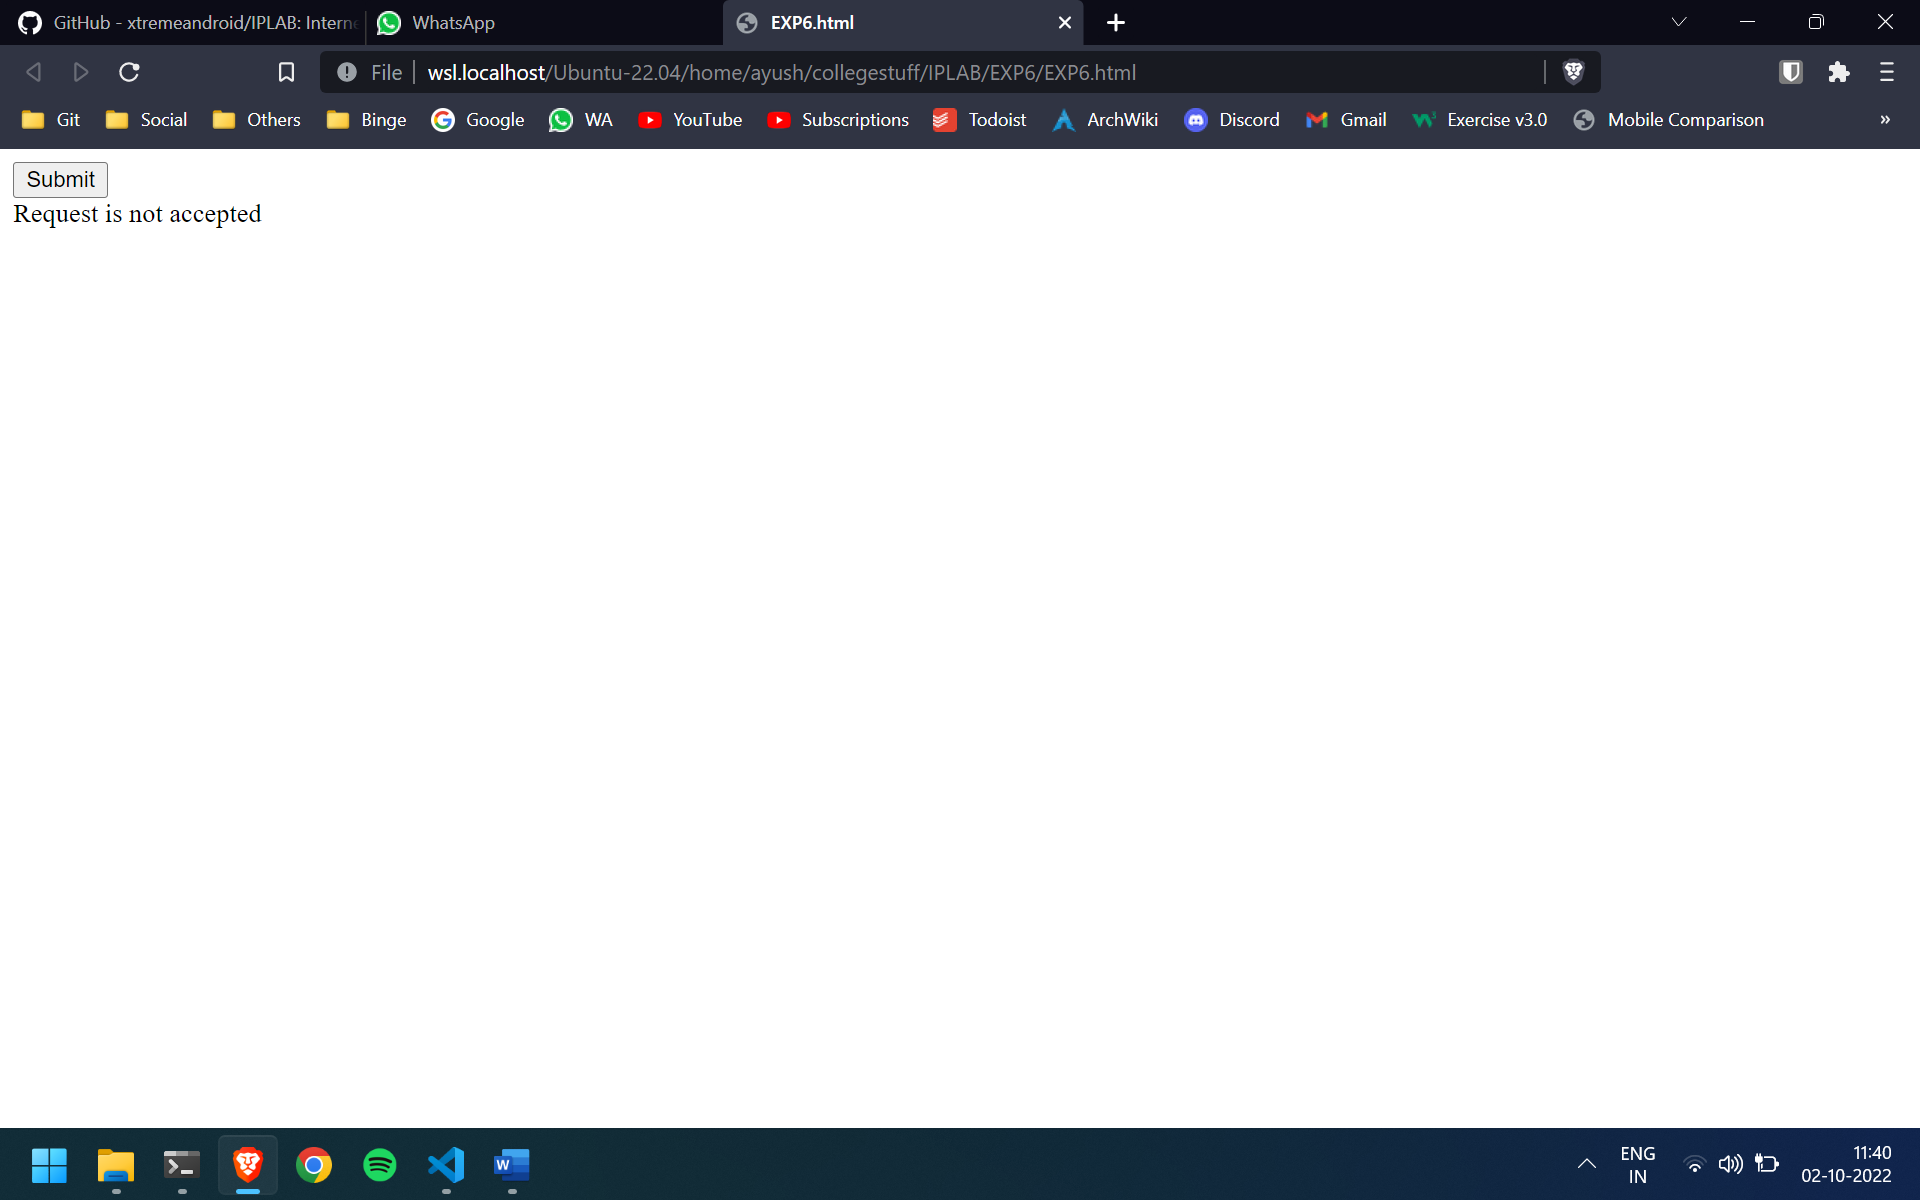 GitHub - xtremeandroid/IPLAB: Intern
WhatsApp
EXP6.html
File
wsl.localhost/Ubuntu-22.04/home/ayush/collegestuff/IPLAB/EXP6/EXP6.html
Git
Social
Others
Binge
Google
WA
YouTube
Subscriptions
Todoist
ArchWiki
Discord
Gmail
Exercise v3.0
Mobile Comparison
»
Submit
Request is not accepted
ENG
IN
11:40
02-10-2022